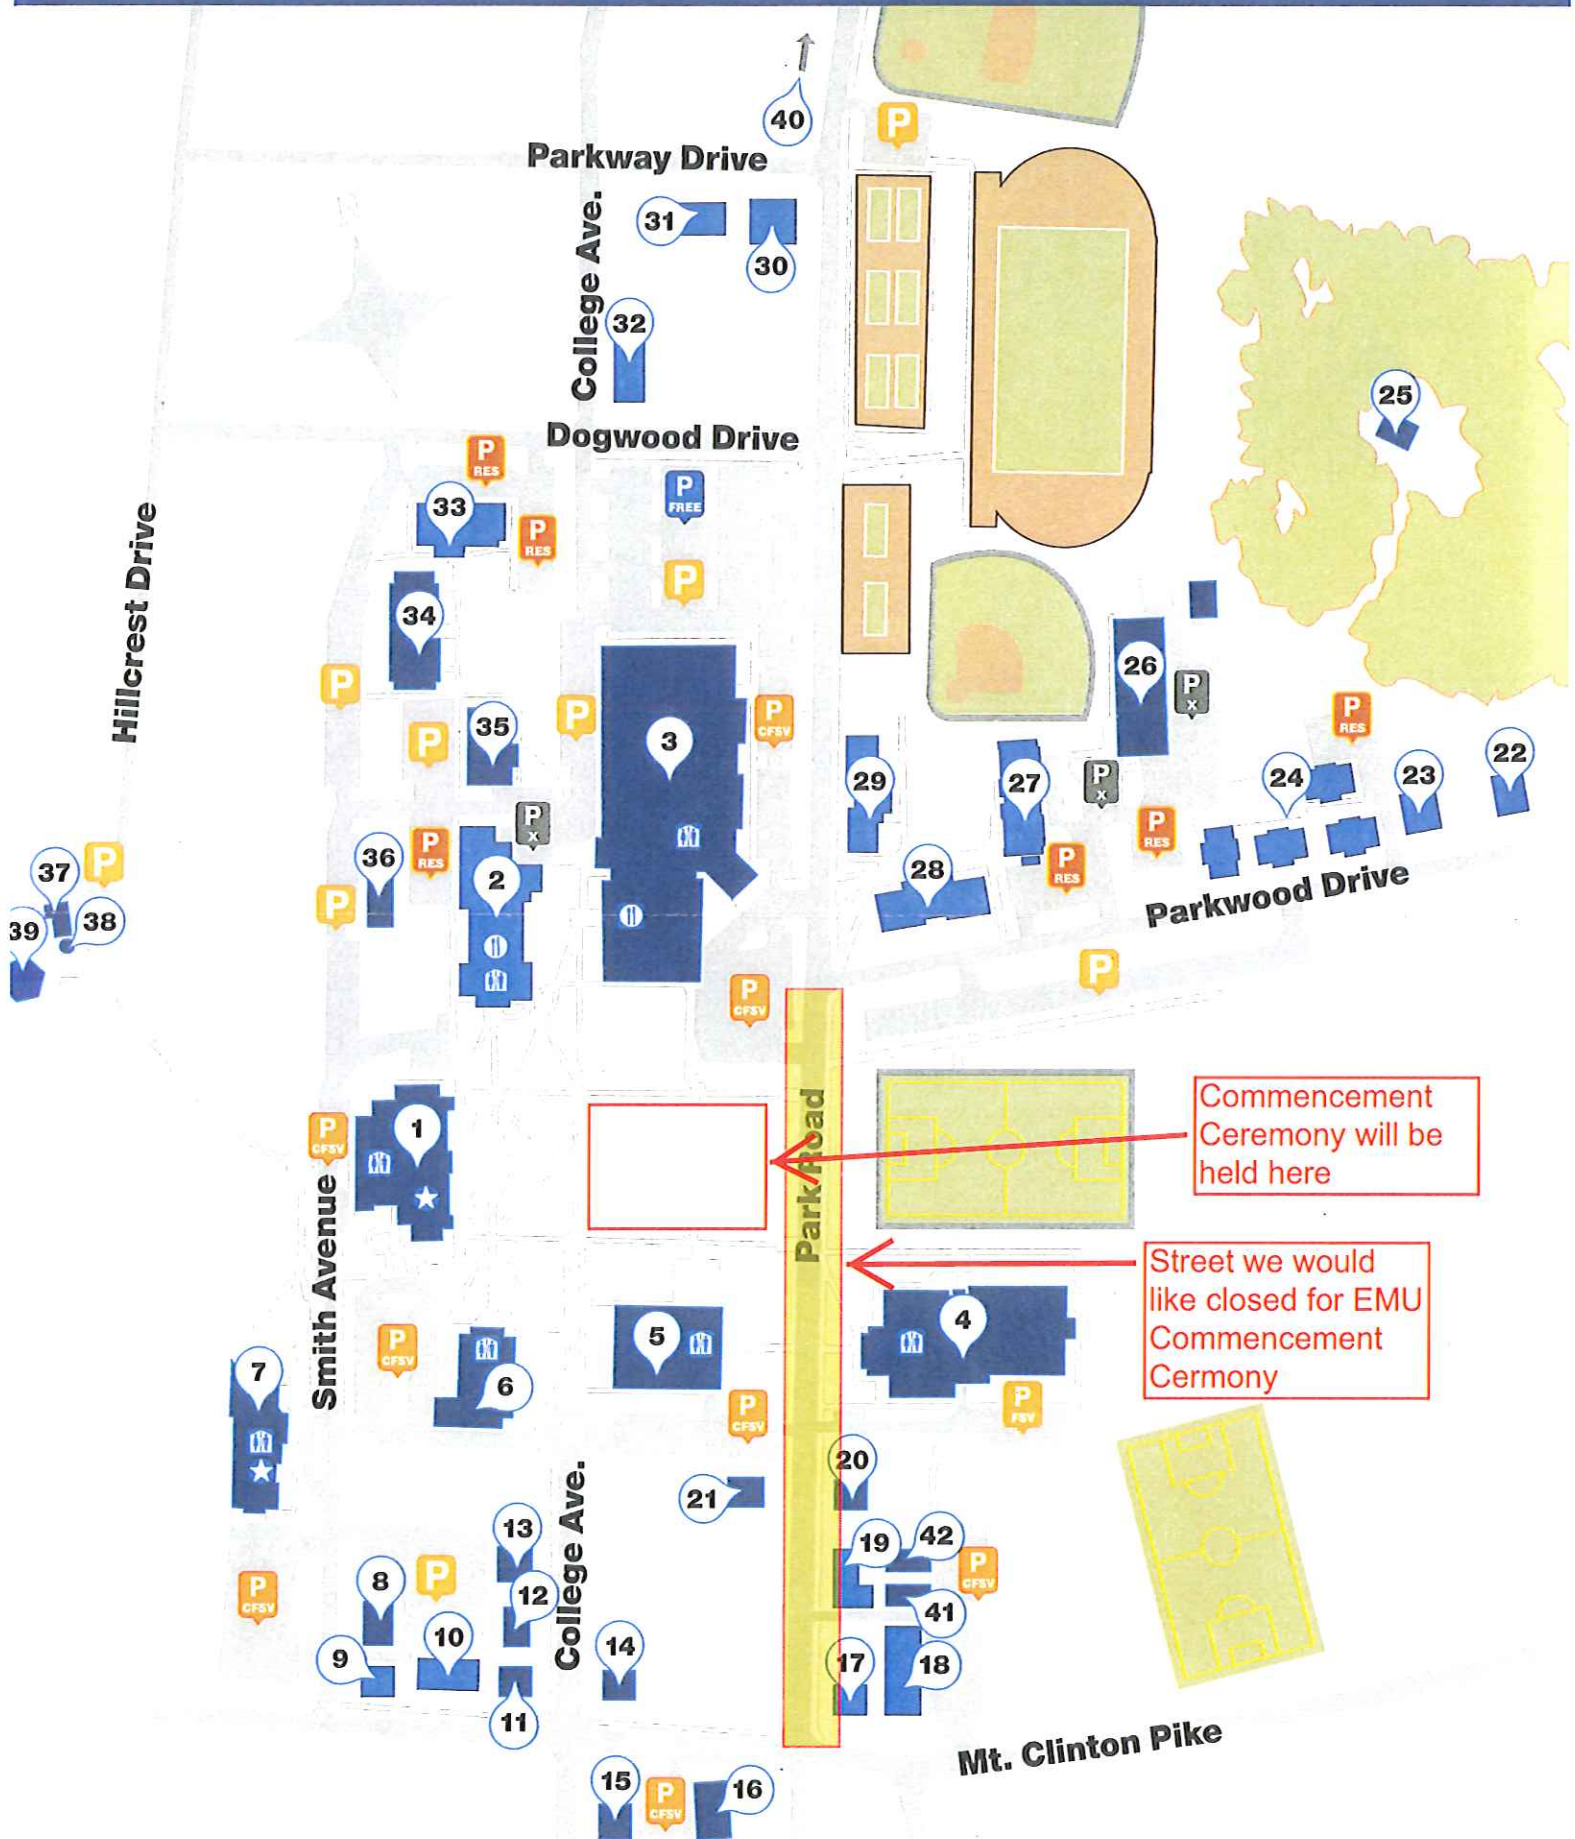 40
P
Parkway Drive
31
30
College Ave.
32
25
Dogwood Drive
P
RES
33
P
FREE
P
RES
P
34
Hillcrest Drive
26
P
X
P
P
35
P
3
P
CFSV
P
RES
29
27
P
X
24
23
22
P
X
36
P
RES
2
P
RES
P
RES
28
37
P
38
39
P
Parkwood Drive
P
P
CFSV
1
P
CFSV
Park Road
Commencement
Ceremony will be
held here
Smith Avenue
Street we would
like closed for EMU
Commencement
Cermony
5
4
P
CFSV
7
6
P
CFSV
P
FSV
20
21
College Ave.
13
19
42
P
CFSV
8
P
12
41
P
CFSV
10
9
14
17
18
11
Mt. Clinton Pike
15
P
CFSV
16